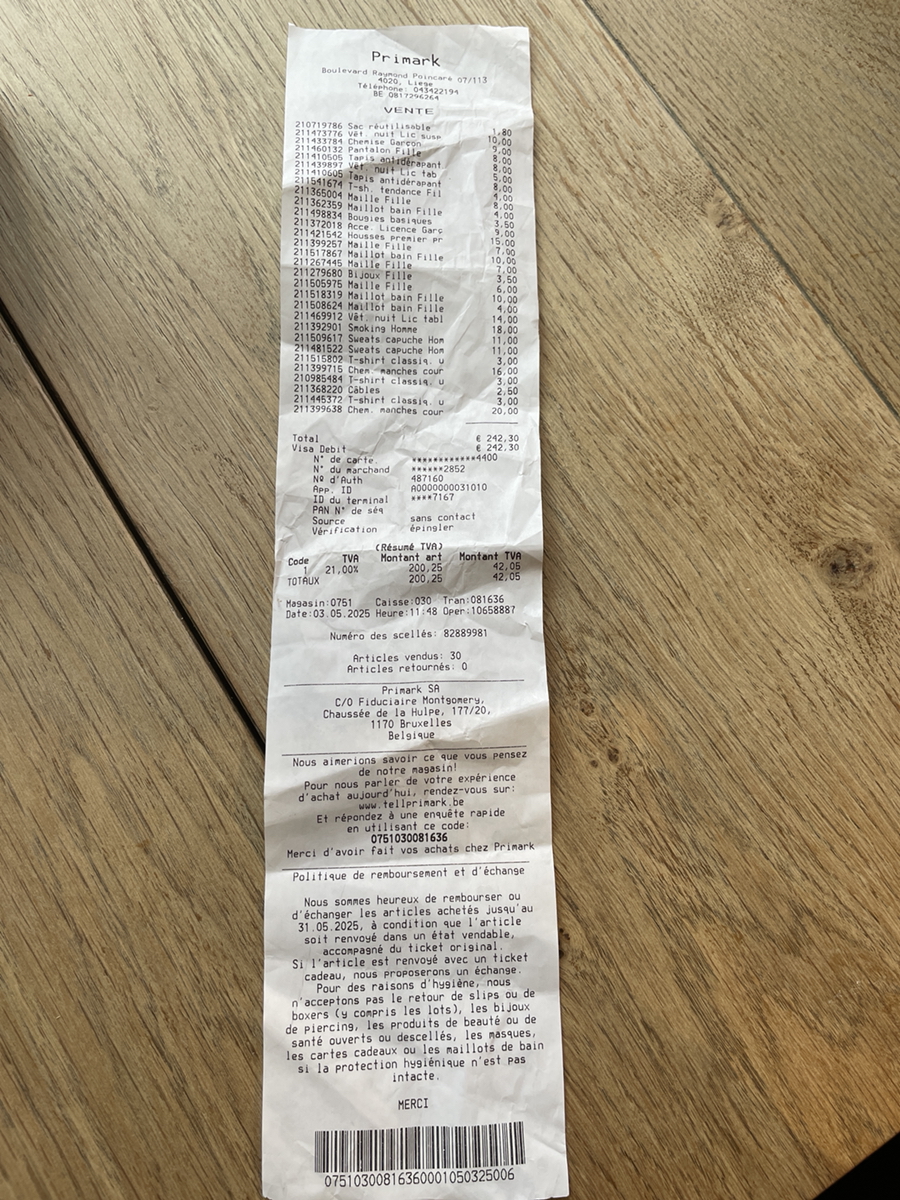 Primark
Boulevard Raymond Poincaré 07/113
4020, Liege
Téléphone: 043422194
BE 0817296264
VENTE
210719786 Sac réutilisable 1,80
211473776 Vêt. nuit Lic susp 10,00
211433784 Chemise Garçon 9,00
211460132 Pantalon Fille 8,00
211410505 Tapis antidérapant 8,00
211439897 Vêt. nuit Lic tab 5,00
211410605 Tapis antidérapant 8,00
211541674 T-sh. tendance Fil 4,00
211365004 Maille Fille 8,00
211362359 Maillot bain Fille 4,00
211498834 Bougies basiques 3,50
211372018 Acce. Licence Garç 9,00
211421542 Housses premier pr 15,00
211399257 Maille Fille 7,00
211517867 Maillot bain Fille 10,00
211267445 Maille Fille 7,00
211279680 Bijoux Fille 3,50
211505975 Maille Fille 6,00
211518319 Maillot bain Fille 10,00
211508624 Maillot bain Fille 4,00
211469912 Vêt. nuit Lic tabl 14,00
211392901 Smoking Homme 18,00
211509617 Sweats capuche Hom 11,00
211481522 Sweats capuche Hom 11,00
211515802 T-shirt classiq. u 3,00
211399715 Chem. manches cour 16,00
210985484 T-shirt classiq. u 3,00
211368220 Câbles 2,50
211445372 T-shirt classiq. u 3,00
211399638 Chem. manches cour 20,00
Total € 242,30
Visa Debit € 242,30
N° de carte ************4400
N° du marchand ******2852
Nº d'Auth 487160
App. ID A0000000031010
ID du terminal ****7167
PAN N° de séq
Source sans contact
Vérification épingler
(Résumé TVA)
Code TVA Montant art Montant TVA
1 21,00% 200,25 42,05
TOTAUX 200,25 42,05
Magasin:0751 Caisse:030 Tran:081636
Date:03.05.2025 Heure:11:48 Oper:10658887
Numéro des scellés: 82889981
Articles vendus: 30
Articles retournés: 0
Primark SA
C/O Fiduciaire Montgomery,
Chaussée de la Hulpe, 177/20,
1170 Bruxelles
Belgique
Nous aimerions savoir ce que vous pensez
de notre magasin!
Pour nous parler de votre expérience
d'achat aujourd'hui, rendez-vous sur:
www.tellprimark.be
Et répondez à une enquête rapide
en utilisant ce code:
0751030081636
Merci d'avoir fait vos achats chez Primark
Politique de remboursement et d'échange
Nous sommes heureux de rembourser ou
d'échanger les articles achetés jusqu'au
31.05.2025, à condition que l'article
soit renvoyé dans un état vendable,
accompagné du ticket original.
Si l'article est renvoyé avec un ticket
cadeau, nous proposerons un échange.
Pour des raisons d'hygiène, nous
n'acceptons pas le retour de slips ou de
boxers (y compris les lots), les bijoux
de piercing, les produits de beauté ou de
santé ouverts ou descellés, les masques,
les cartes cadeaux ou les maillots de bain
si la protection hygiénique n'est pas
intacte.
MERCI
07510300816360001050325006